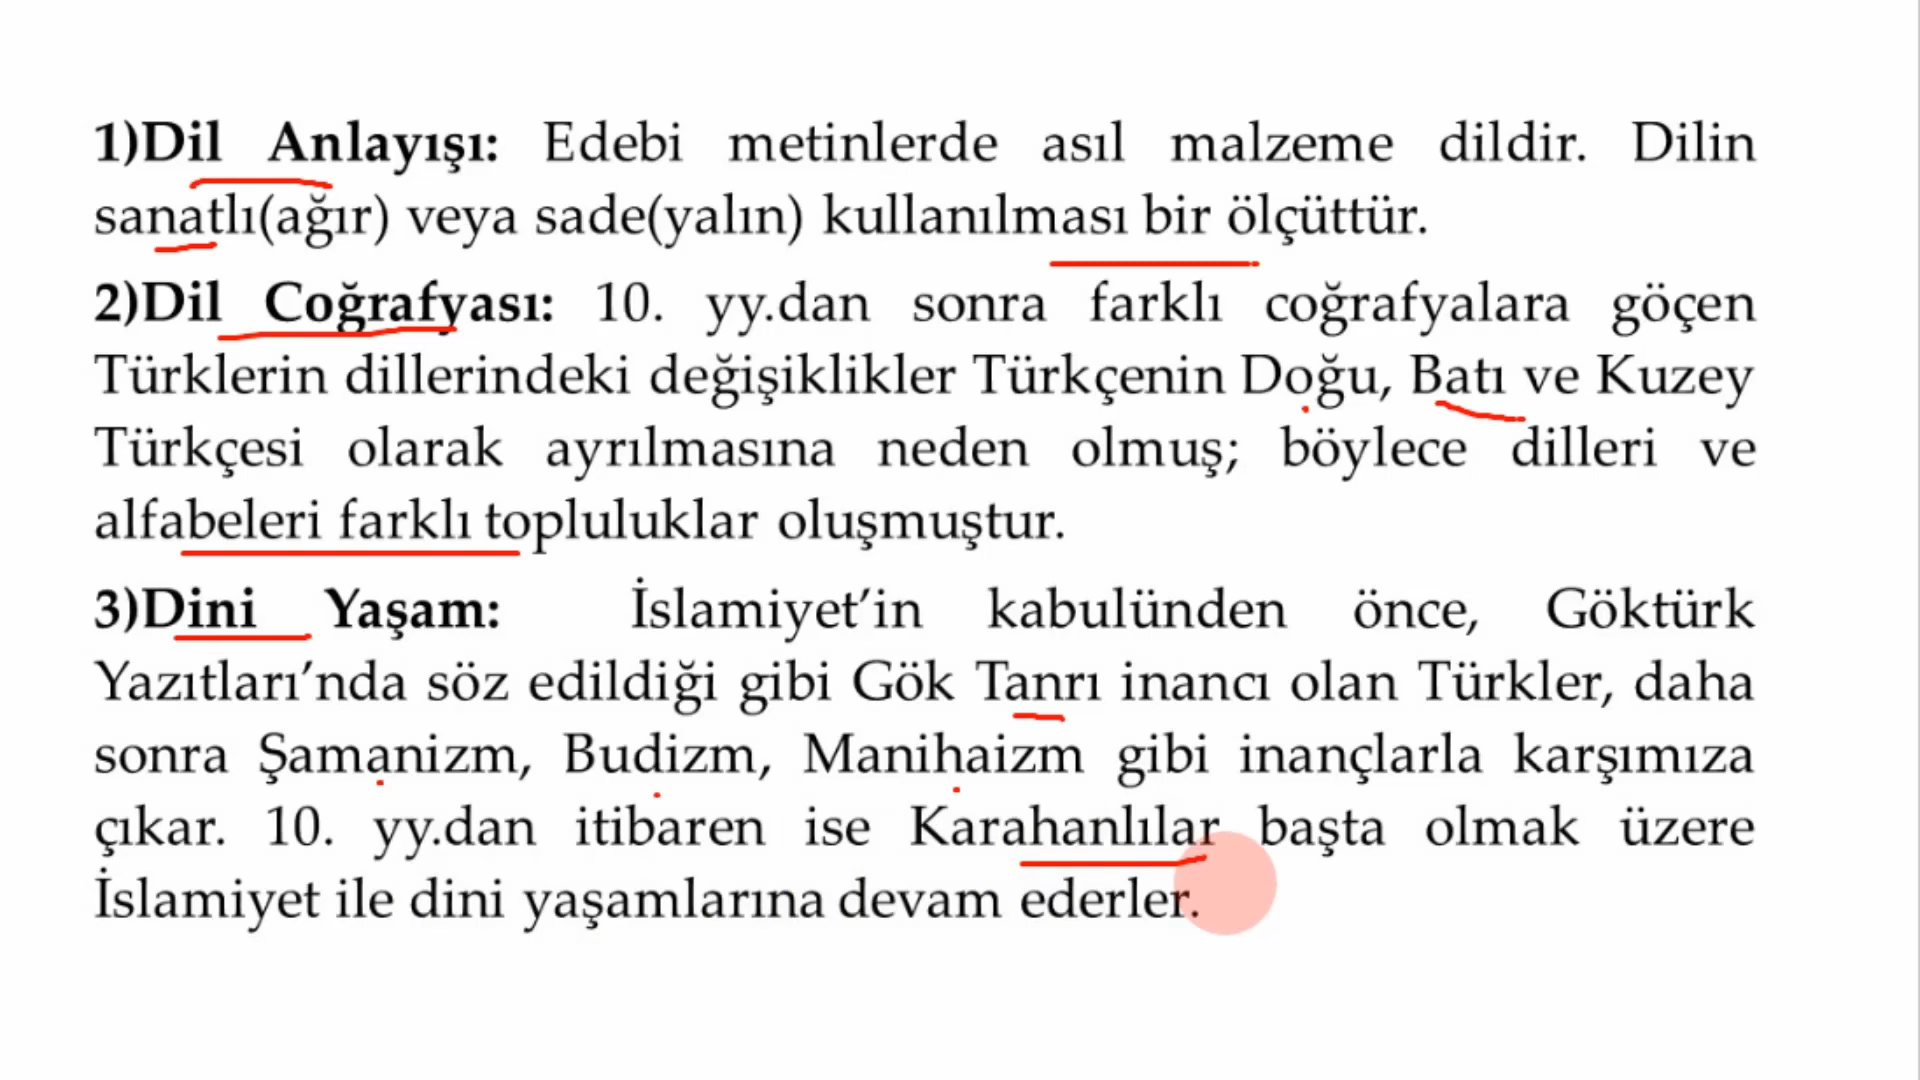 1)Dil Anlayışı: Edebi metinlerde asıl malzeme dildir. Dilin
sanatlı(ağır) veya sade(yalın) kullanılması bir ölçüttür.
2)Dil Coğrafyası: 10. yy.dan sonra farklı coğrafyalara göçen
Türklerin dillerindeki değişiklikler Türkçenin Doğu, Batı ve Kuzey
Türkçesi olarak ayrılmasına neden olmuş; böylece dilleri ve
alfabeleri farklı topluluklar oluşmuştur.
3)Dini Yaşam: İslamiyet’in kabulünden önce, Göktürk
Yazıtları’nda söz edildiği gibi Gök Tanrı inancı olan Türkler, daha
sonra Şamanizm, Budizm, Manihaizm gibi inançlarla karşımıza
çıkar. 10. yy.dan itibaren ise Karahanlılar başta olmak üzere
İslamiyet ile dini yaşamlarına devam ederler.